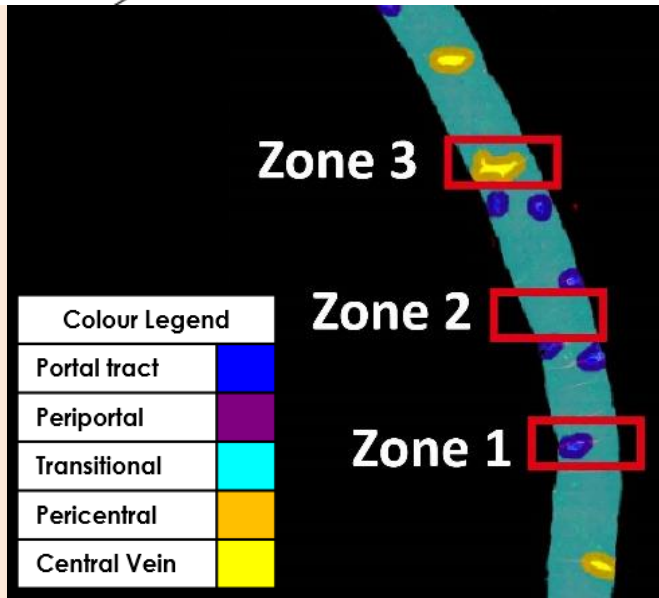 Zone 3
Zone 2
Zone 1
Colour Legend
Portal tract
Periportal
Transitional
Pericentral
Central Vein